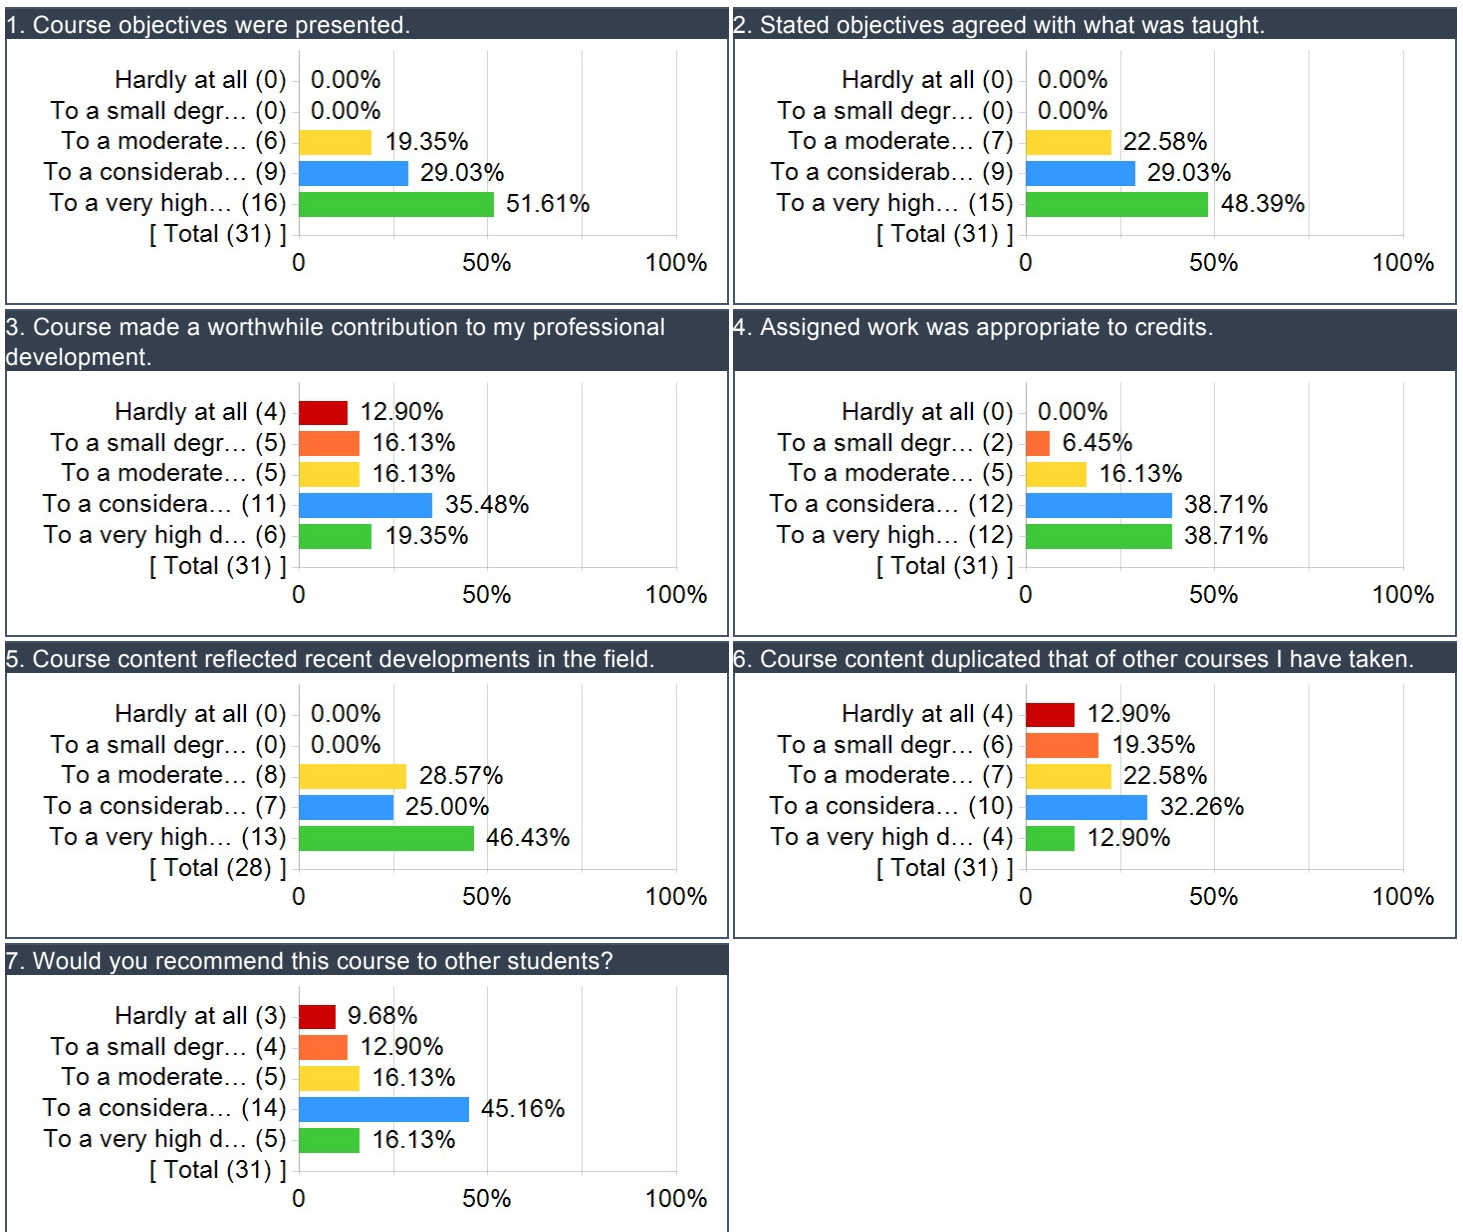 1. Course objectives were presented.
Hardly at all (0) 0.00%
To a small degr... (0) 0.00%
To a moderate... (6) 19.35%
To a considerab... (9) 29.03%
To a very high... (16) 51.61%
[ Total (31) ]
0 50% 100%
2. Stated objectives agreed with what was taught.
Hardly at all (0) 0.00%
To a small degr... (0) 0.00%
To a moderate... (7) 22.58%
To a considerab... (9) 29.03%
To a very high... (15) 48.39%
[ Total (31) ]
0 50% 100%
3. Course made a worthwhile contribution to my professional
development.
Hardly at all (4) 12.90%
To a small degr... (5) 16.13%
To a moderate... (5) 16.13%
To a considera... (11) 35.48%
To a very high d... (6) 19.35%
[ Total (31) ]
0 50% 100%
4. Assigned work was appropriate to credits.
Hardly at all (0) 0.00%
To a small degr... (2) 6.45%
To a moderate... (5) 16.13%
To a considera... (12) 38.71%
To a very high... (12) 38.71%
[ Total (31) ]
0 50% 100%
5. Course content reflected recent developments in the field.
Hardly at all (0) 0.00%
To a small degr... (0) 0.00%
To a moderate... (8) 28.57%
To a considerab... (7) 25.00%
To a very high... (13) 46.43%
[ Total (28) ]
0 50% 100%
6. Course content duplicated that of other courses I have taken.
Hardly at all (4) 12.90%
To a small degr... (6) 19.35%
To a moderate... (7) 22.58%
To a considera... (10) 32.26%
To a very high d... (4) 12.90%
[ Total (31) ]
0 50% 100%
7. Would you recommend this course to other students?
Hardly at all (3) 9.68%
To a small degr... (4) 12.90%
To a moderate... (5) 16.13%
To a considera... (14) 45.16%
To a very high d... (5) 16.13%
[ Total (31) ]
0 50% 100%